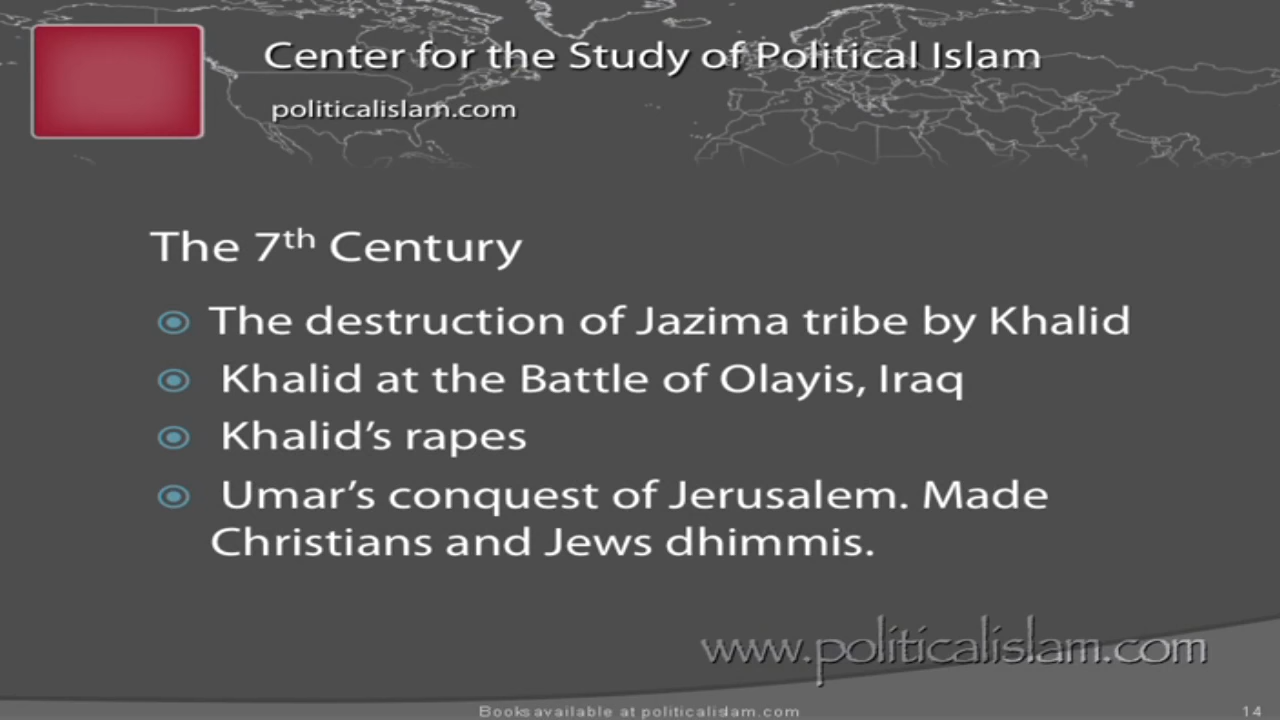 Center for the Study of Political Islam
politicalislam.com
The 7th Century
The destruction of Jazima tribe by Khalid
Khalid at the Battle of Olayis, Iraq
Khalid's rapes
Umar's conquest of Jerusalem. Made
Christians and Jews dhimmis.
www.politicalislam.com
Books available at politicalislam.com
14